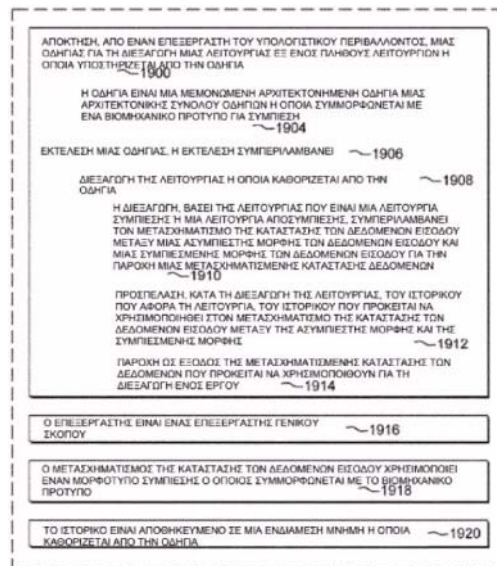 ΑΠΟΚΤΗΣΗ, ΑΠΟ ΕΝΑΝ ΕΠΕΞΕΡΓΑΣΤΗ ΤΟΥ ΥΠΟΛΟΓΙΣΤΙΚΟΥ ΠΕΡΙΒΑΛΛΟΝΤΟΣ, ΜΙΑΣ
ΟΔΗΓΙΑΣ ΓΙΑ ΤΗ ΔΙΕΞΑΓΩΓΗ ΜΙΑΣ ΛΕΙΤΟΥΡΓΙΑΣ ΕΞ ΕΝΟΣ ΠΛΗΘΟΥΣ ΛΕΙΤΟΥΡΓΙΩΝ Η
ΟΠΟΙΑ ΥΠΟΣΤΗΡΙΖΕΤΑΙ ΑΠΟ ΤΗΝ ΟΔΗΓΙΑ
1900
Η ΟΔΗΓΙΑ ΕΙΝΑΙ ΜΙΑ ΜΕΜΟΝΩΜΕΝΗ ΑΡΧΙΤΕΚΤΟΝΗΜΕΝΗ ΟΔΗΓΙΑ ΜΙΑΣ
ΑΡΧΙΤΕΚΤΟΝΙΚΗΣ ΣΥΝΟΛΟΥ ΟΔΗΓΙΩΝ Η ΟΠΟΙΑ ΣΥΜΜΟΡΦΩΝΕΤΑΙ ΜΕ
ΕΝΑ ΒΙΟΜΗΧΑΝΙΚΟ ΠΡΟΤΥΠΟ ΓΙΑ ΣΥΜΠΙΕΣΗ
1904
ΕΚΤΕΛΕΣΗ ΜΙΑΣ ΟΔΗΓΙΑΣ, Η ΕΚΤΕΛΕΣΗ ΣΥΜΠΕΡΙΛΑΜΒΑΝΕΙ 1906
ΔΙΕΞΑΓΩΓΗ ΤΗΣ ΛΕΙΤΟΥΡΓΙΑΣ Η ΟΠΟΙΑ ΚΑΘΟΡΙΖΕΤΑΙ ΑΠΟ ΤΗΝ 1908
ΟΔΗΓΙΑ
Η ΔΙΕΞΑΓΩΓΗ, ΒΑΣΕΙ ΤΗΣ ΛΕΙΤΟΥΡΓΙΑΣ ΠΟΥ ΕΙΝΑΙ ΜΙΑ ΛΕΙΤΟΥΡΓΙΑ
ΣΥΜΠΙΕΣΗΣ Ή ΜΙΑ ΛΕΙΤΟΥΡΓΙΑ ΑΠΟΣΥΜΠΙΕΣΗΣ, ΣΥΜΠΕΡΙΛΑΜΒΑΝΕΙ
ΤΟΝ ΜΕΤΑΣΧΗΜΑΤΙΣΜΟ ΤΗΣ ΚΑΤΑΣΤΑΣΗΣ ΤΩΝ ΔΕΔΟΜΕΝΩΝ ΕΙΣΟΔΟΥ
ΜΕΤΑΞΥ ΜΙΑΣ ΑΣΥΜΠΙΕΣΤΗΣ ΜΟΡΦΗΣ ΤΩΝ ΔΕΔΟΜΕΝΩΝ ΕΙΣΟΔΟΥ ΚΑΙ
ΜΙΑΣ ΣΥΜΠΙΕΣΜΕΝΗΣ ΜΟΡΦΗΣ ΤΩΝ ΔΕΔΟΜΕΝΩΝ ΕΙΣΟΔΟΥ ΓΙΑ ΤΗΝ
ΠΑΡΟΧΗ ΜΙΑΣ ΜΕΤΑΣΧΗΜΑΤΙΣΜΕΝΗΣ ΚΑΤΑΣΤΑΣΗΣ ΔΕΔΟΜΕΝΩΝ
1910
ΠΡΟΣΠΕΛΑΣΗ, ΚΑΤΑ ΤΗ ΔΙΕΞΑΓΩΓΗ ΤΗΣ ΛΕΙΤΟΥΡΓΙΑΣ, ΤΟΥ ΙΣΤΟΡΙΚΟΥ
ΠΟΥ ΑΦΟΡΑ ΤΗ ΛΕΙΤΟΥΡΓΙΑ, ΤΟΥ ΙΣΤΟΡΙΚΟΥ ΠΟΥ ΠΡΟΚΕΙΤΑΙ ΝΑ
ΧΡΗΣΙΜΟΠΟΙΗΘΕΙ ΣΤΟΝ ΜΕΤΑΣΧΗΜΑΤΙΣΜΟ ΤΗΣ ΚΑΤΑΣΤΑΣΗΣ ΤΩΝ
ΔΕΔΟΜΕΝΩΝ ΕΙΣΟΔΟΥ ΜΕΤΑΞΥ ΤΗΣ ΑΣΥΜΠΙΕΣΤΗΣ ΜΟΡΦΗΣ ΚΑΙ ΤΗΣ
ΣΥΜΠΙΕΣΜΕΝΗΣ ΜΟΡΦΗΣ 1912
ΠΑΡΟΧΗ ΩΣ ΕΞΟΔΟΣ ΤΗΣ ΜΕΤΑΣΧΗΜΑΤΙΣΜΕΝΗΣ ΚΑΤΑΣΤΑΣΗΣ ΤΩΝ
ΔΕΔΟΜΕΝΩΝ ΠΟΥ ΠΡΟΚΕΙΤΑΙ ΝΑ ΧΡΗΣΙΜΟΠΟΙΗΘΟΥΝ ΓΙΑ ΤΗ
ΔΙΕΞΑΓΩΓΗ ΕΝΟΣ ΕΡΓΟΥ 1914
Ο ΕΠΕΞΕΡΓΑΣΤΗΣ ΕΙΝΑΙ ΕΝΑΣ ΕΠΕΞΕΡΓΑΣΤΗΣ ΓΕΝΙΚΟΥ 1916
ΣΚΟΠΟΥ
Ο ΜΕΤΑΣΧΗΜΑΤΙΣΜΟΣ ΤΗΣ ΚΑΤΑΣΤΑΣΗΣ ΤΩΝ ΔΕΔΟΜΕΝΩΝ ΕΙΣΟΔΟΥ ΧΡΗΣΙΜΟΠΟΙΕΙ
ΕΝΑΝ ΜΟΡΦΟΤΥΠΟ ΣΥΜΠΙΕΣΗΣ Ο ΟΠΟΙΟΣ ΣΥΜΜΟΡΦΩΝΕΤΑΙ ΜΕ ΤΟ ΒΙΟΜΗΧΑΝΙΚΟ
ΠΡΟΤΥΠΟ 1918
ΤΟ ΙΣΤΟΡΙΚΟ ΕΙΝΑΙ ΑΠΟΘΗΚΕΥΜΕΝΟ ΣΕ ΜΙΑ ΕΝΔΙΑΜΕΣΗ ΜΝΗΜΗ Η ΟΠΟΙΑ 1920
ΚΑΘΟΡΙΖΕΤΑΙ ΑΠΟ ΤΗΝ ΟΔΗΓΙΑ